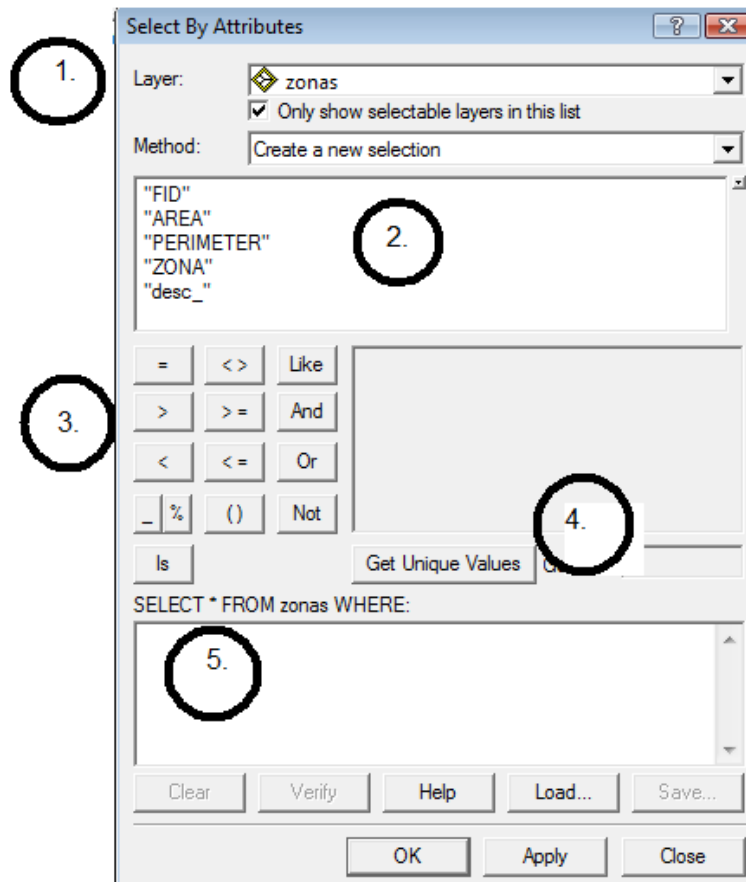 Select By Attributes
1.
Layer: zonas
Only show selectable layers in this list
Method: Create a new selection
"FID"
"AREA"
"PERIMETER"
"ZONA"
"desc_"
2.
= < > Like
3.
> > = And
< < = Or
_ % ( ) Not
4.
Is Get Unique Values
SELECT * FROM zonas WHERE:
5.
Clear Verify Help Load... Save...
OK Apply Close